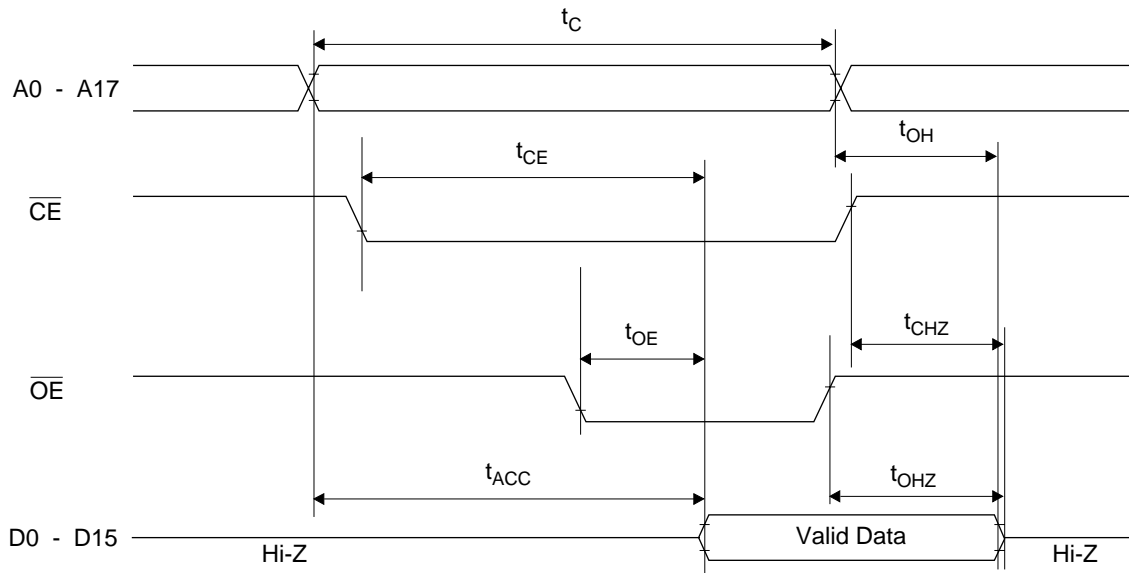 tC
A0 - A17
tOH
tCE
CE
tCHZ
tOE
OE
tACC
tOHZ
D0 - D15
Valid Data
Hi-Z
Hi-Z